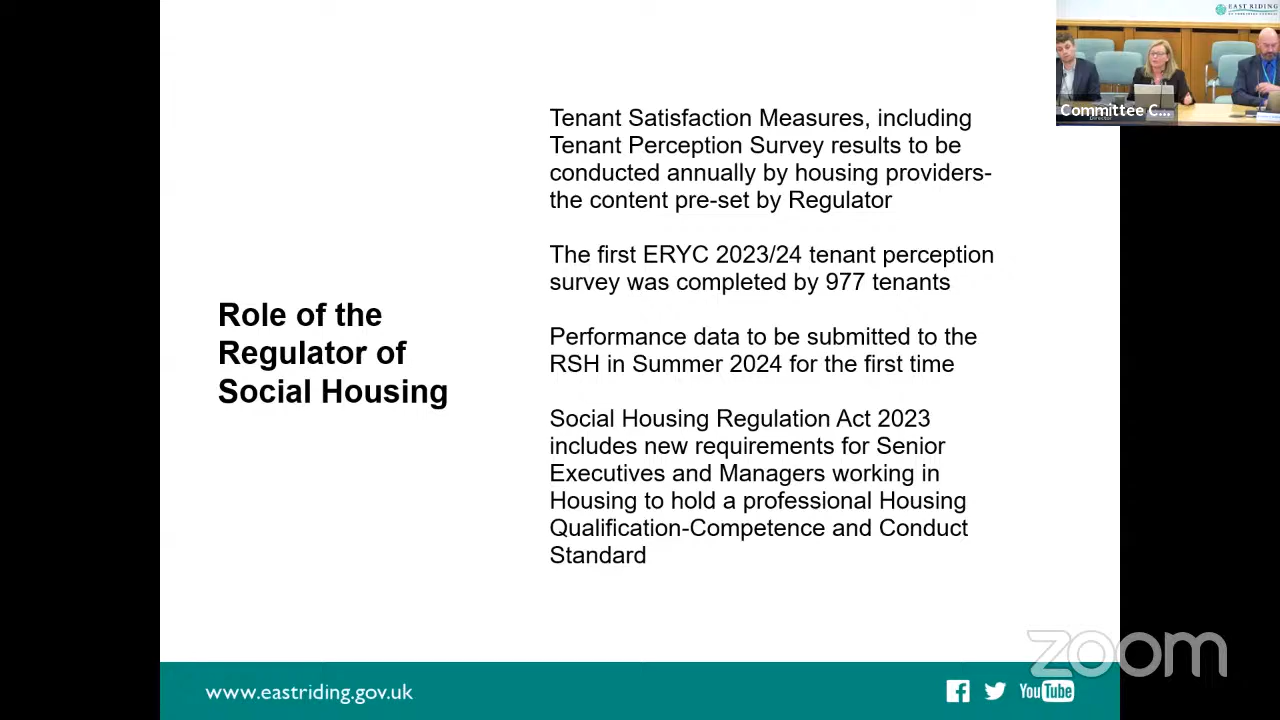 EAST RIDING
Committee C...
Tenant Satisfaction Measures, including
Tenant Perception Survey results to be
conducted annually by housing providers-
the content pre-set by Regulator
The first ERYC 2023/24 tenant perception
survey was completed by 977 tenants
Role of the
Regulator of
Social Housing
Performance data to be submitted to the
RSH in Summer 2024 for the first time
Social Housing Regulation Act 2023
includes new requirements for Senior
Executives and Managers working in
Housing to hold a professional Housing
Qualification-Competence and Conduct
Standard
zoom
www.eastriding.gov.uk
YouTube